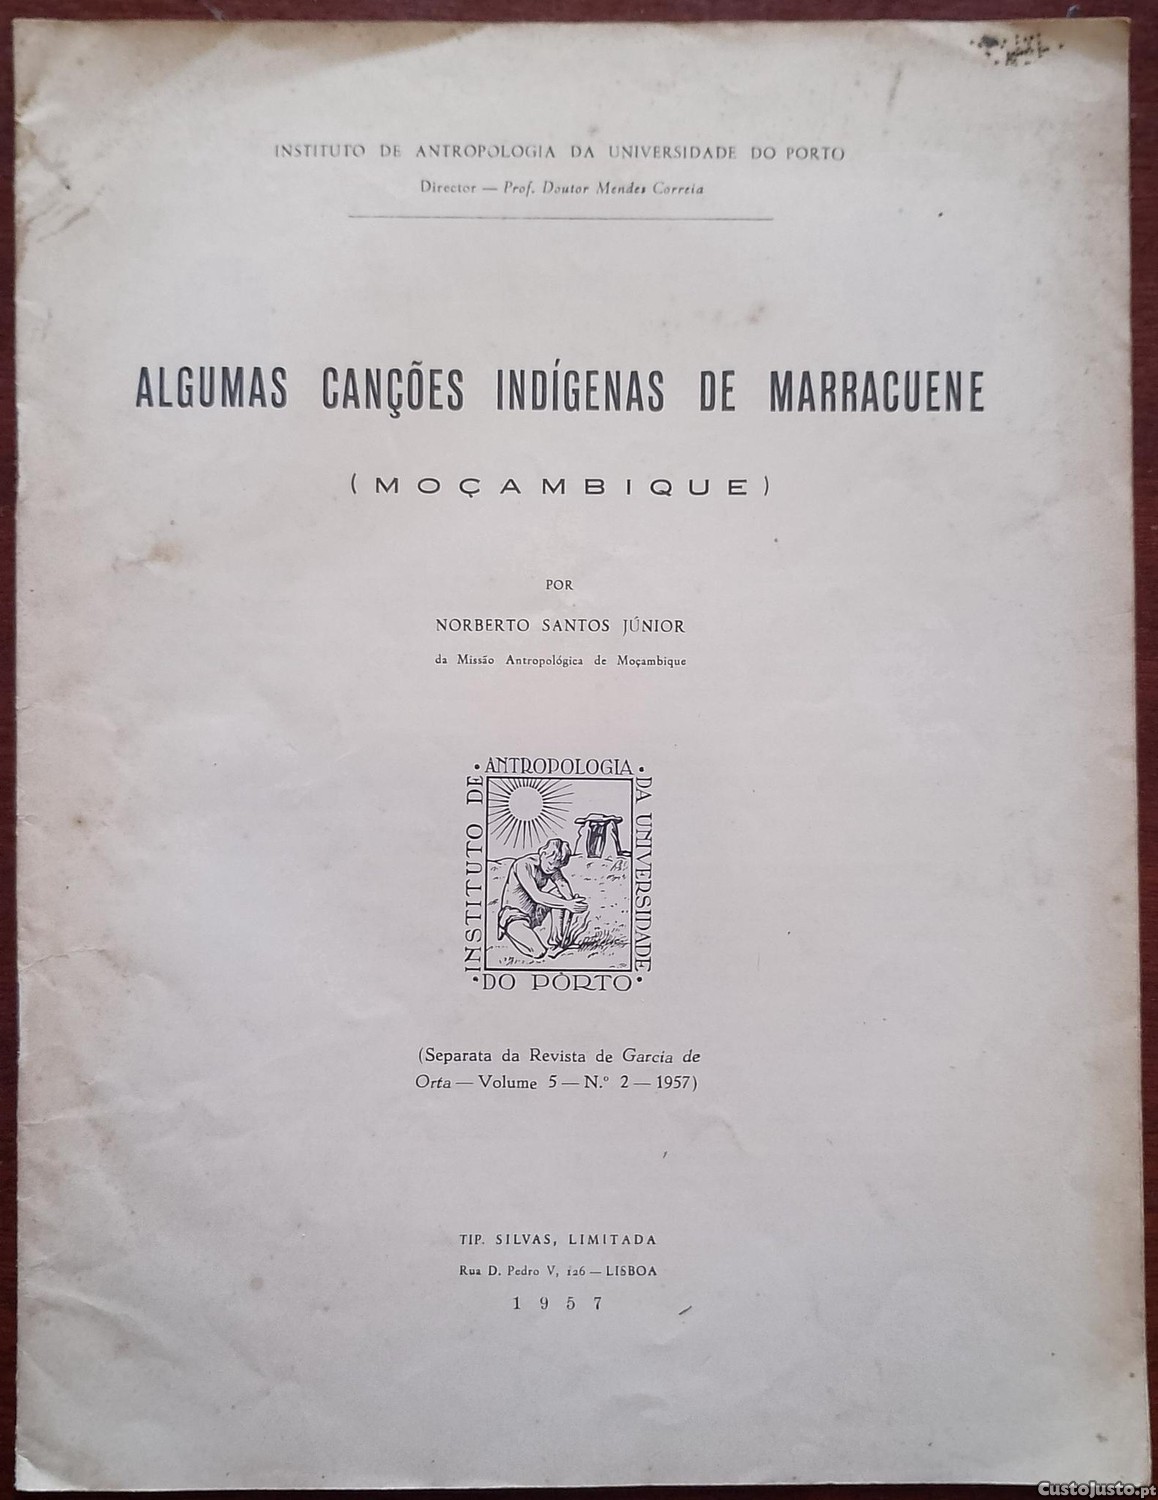 INSTITUTO DE ANTROPOLOGIA DA UNIVERSIDADE DO PORTO
Director — Prof. Doutor Mendes Correia
ALGUMAS CANÇÕES INDÍGENAS DE MARRACUENE
(MOÇAMBIQUE)
POR
NORBERTO SANTOS JÚNIOR
da Missão Antropológica de Moçambique
INSTITUTO DE
• ANTROPOLOGIA •
DA UNIVERSIDADE
• DO PÔRTO •
(Separata da Revista de Garcia de
Orta — Volume 5 — N.º 2 — 1957)
TIP. SILVAS, LIMITADA
Rua D. Pedro V, 126 — LISBOA
1957
CustoJusto.pt